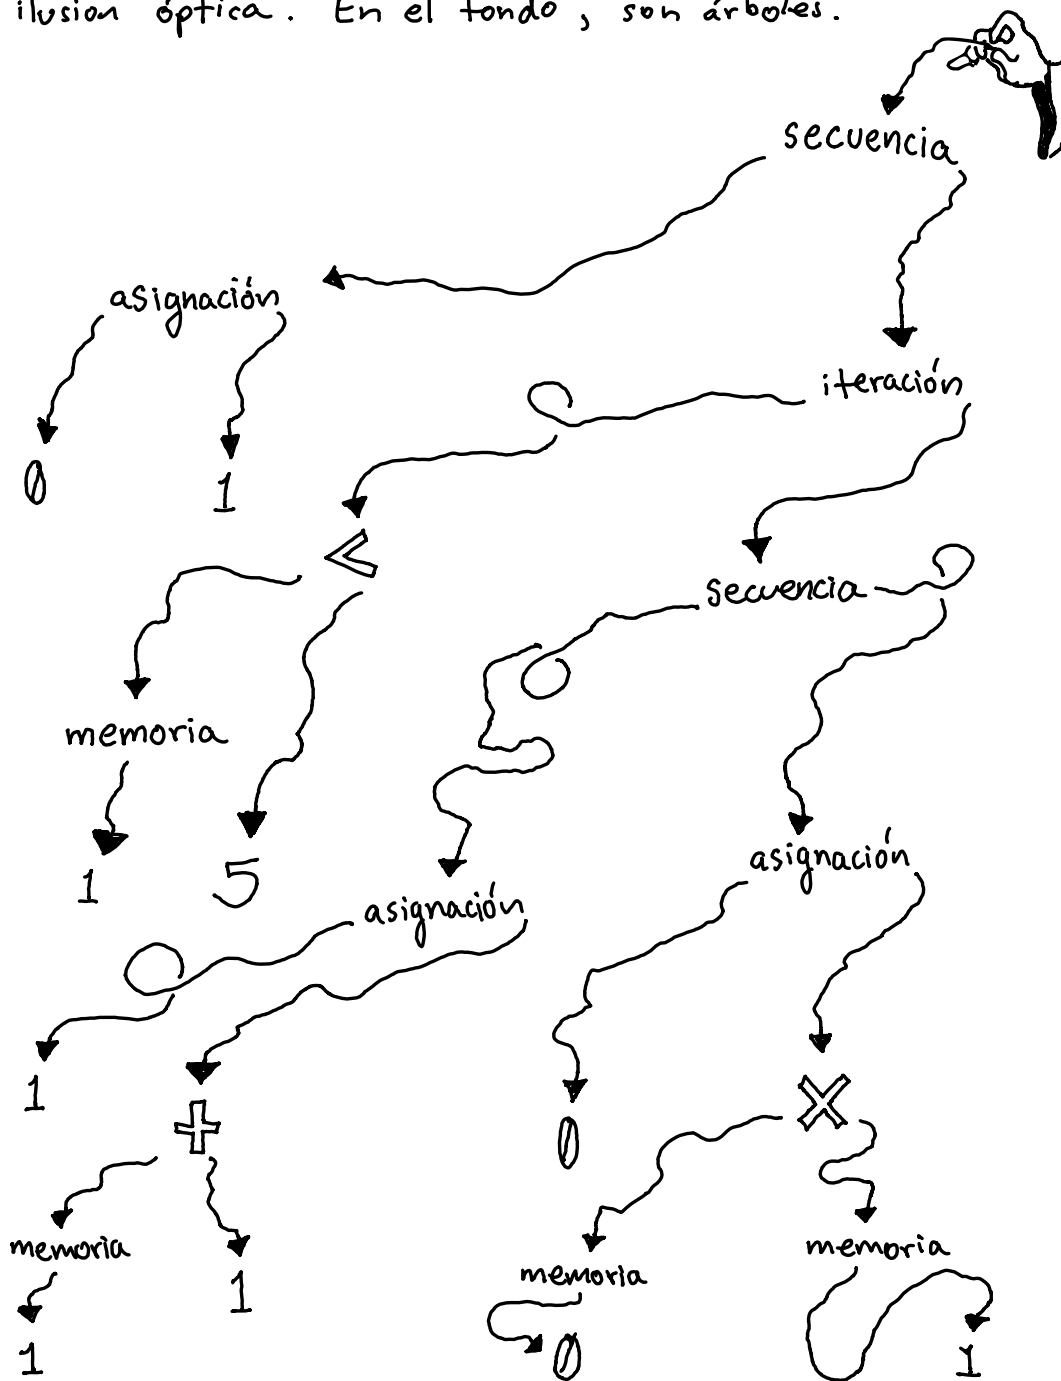 ilusión óptica. En el fondo, son árboles.
secuencia
asignación
iteración
0 1
<
secuencia
memoria
1 5
asignación
asignación
1
+
×
0
memoria 1
memoria
memoria
1
0
1